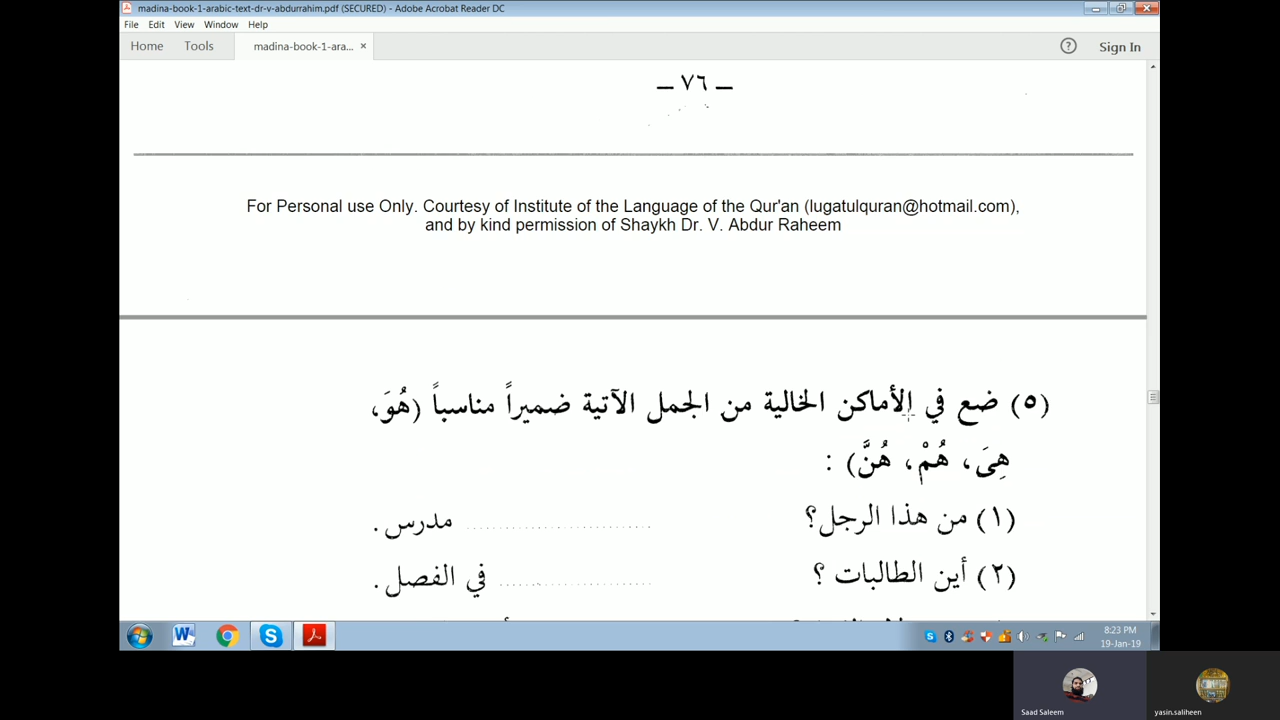 madina-book-1-arabic-text-dr-v-abdurrahim.pdf (SECURED) - Adobe Acrobat Reader DC
File Edit View Window Help
Home Tools madina-book-1-ara... × ? Sign In
– ٧٦ –
For Personal use Only. Courtesy of Institute of the Language of the Qur'an (lugatulquran@hotmail.com),
and by kind permission of Shaykh Dr. V. Abdur Raheem
(٥) ضع في الأماكن الخالية من الجمل الآتية ضميراً مناسباً (هُوَ،
هِىَ، هُمْ، هُنَّ) :
(١) من هذا الرجل؟ .................... مدرس .
(٢) أين الطالبات ؟ .................... في الفصل .
8:23 PM
19-Jan-19
Saad Saleem yasin.saliheen